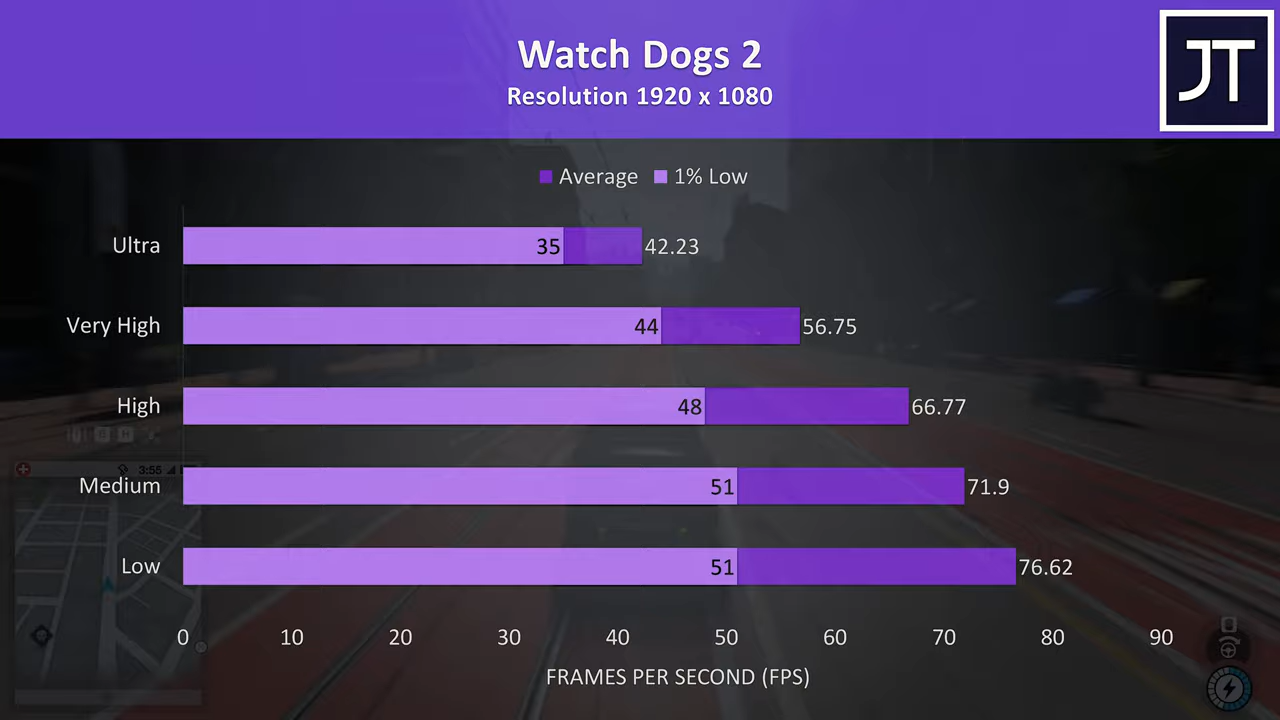 Watch Dogs 2
Resolution 1920 x 1080
JT
Average 1% Low
Ultra 35 42.23
Very High 44 56.75
High 48 66.77
3:55
Medium 51 71.9
Low 51 76.62
0 10 20 30 40 50 60 70 80 90
FRAMES PER SECOND (FPS)